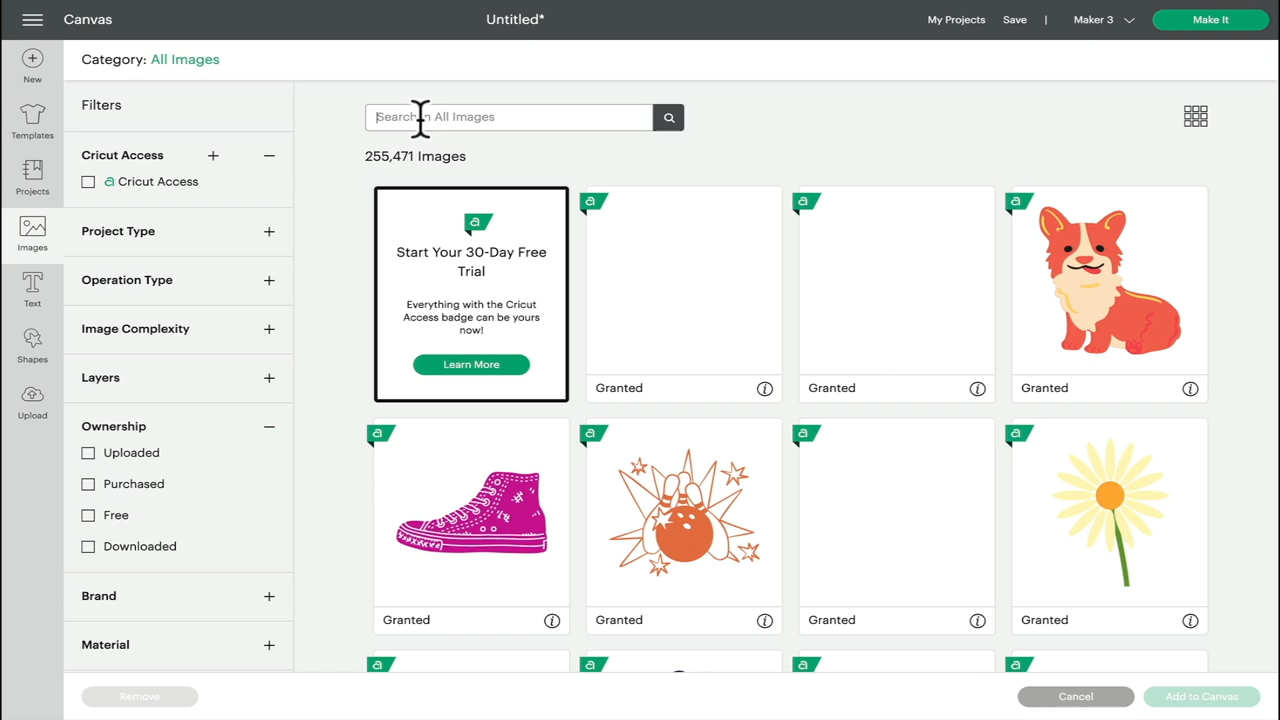 Canvas
Untitled*
My Projects
Save
|
Maker 3
Make It
New
Templates
Projects
Images
Text
Shapes
Upload
Category: All Images
Filters
Cricut Access
Cricut Access
Project Type
Operation Type
Image Complexity
Layers
Ownership
Uploaded
Purchased
Free
Downloaded
Brand
Material
Search in All Images
255,471 Images
Start Your 30-Day Free
Trial
Everything with the Cricut
Access badge can be yours
now!
Learn More
Granted
Granted
Granted
Granted
Granted
Granted
Granted
Remove
Cancel
Add to Canvas